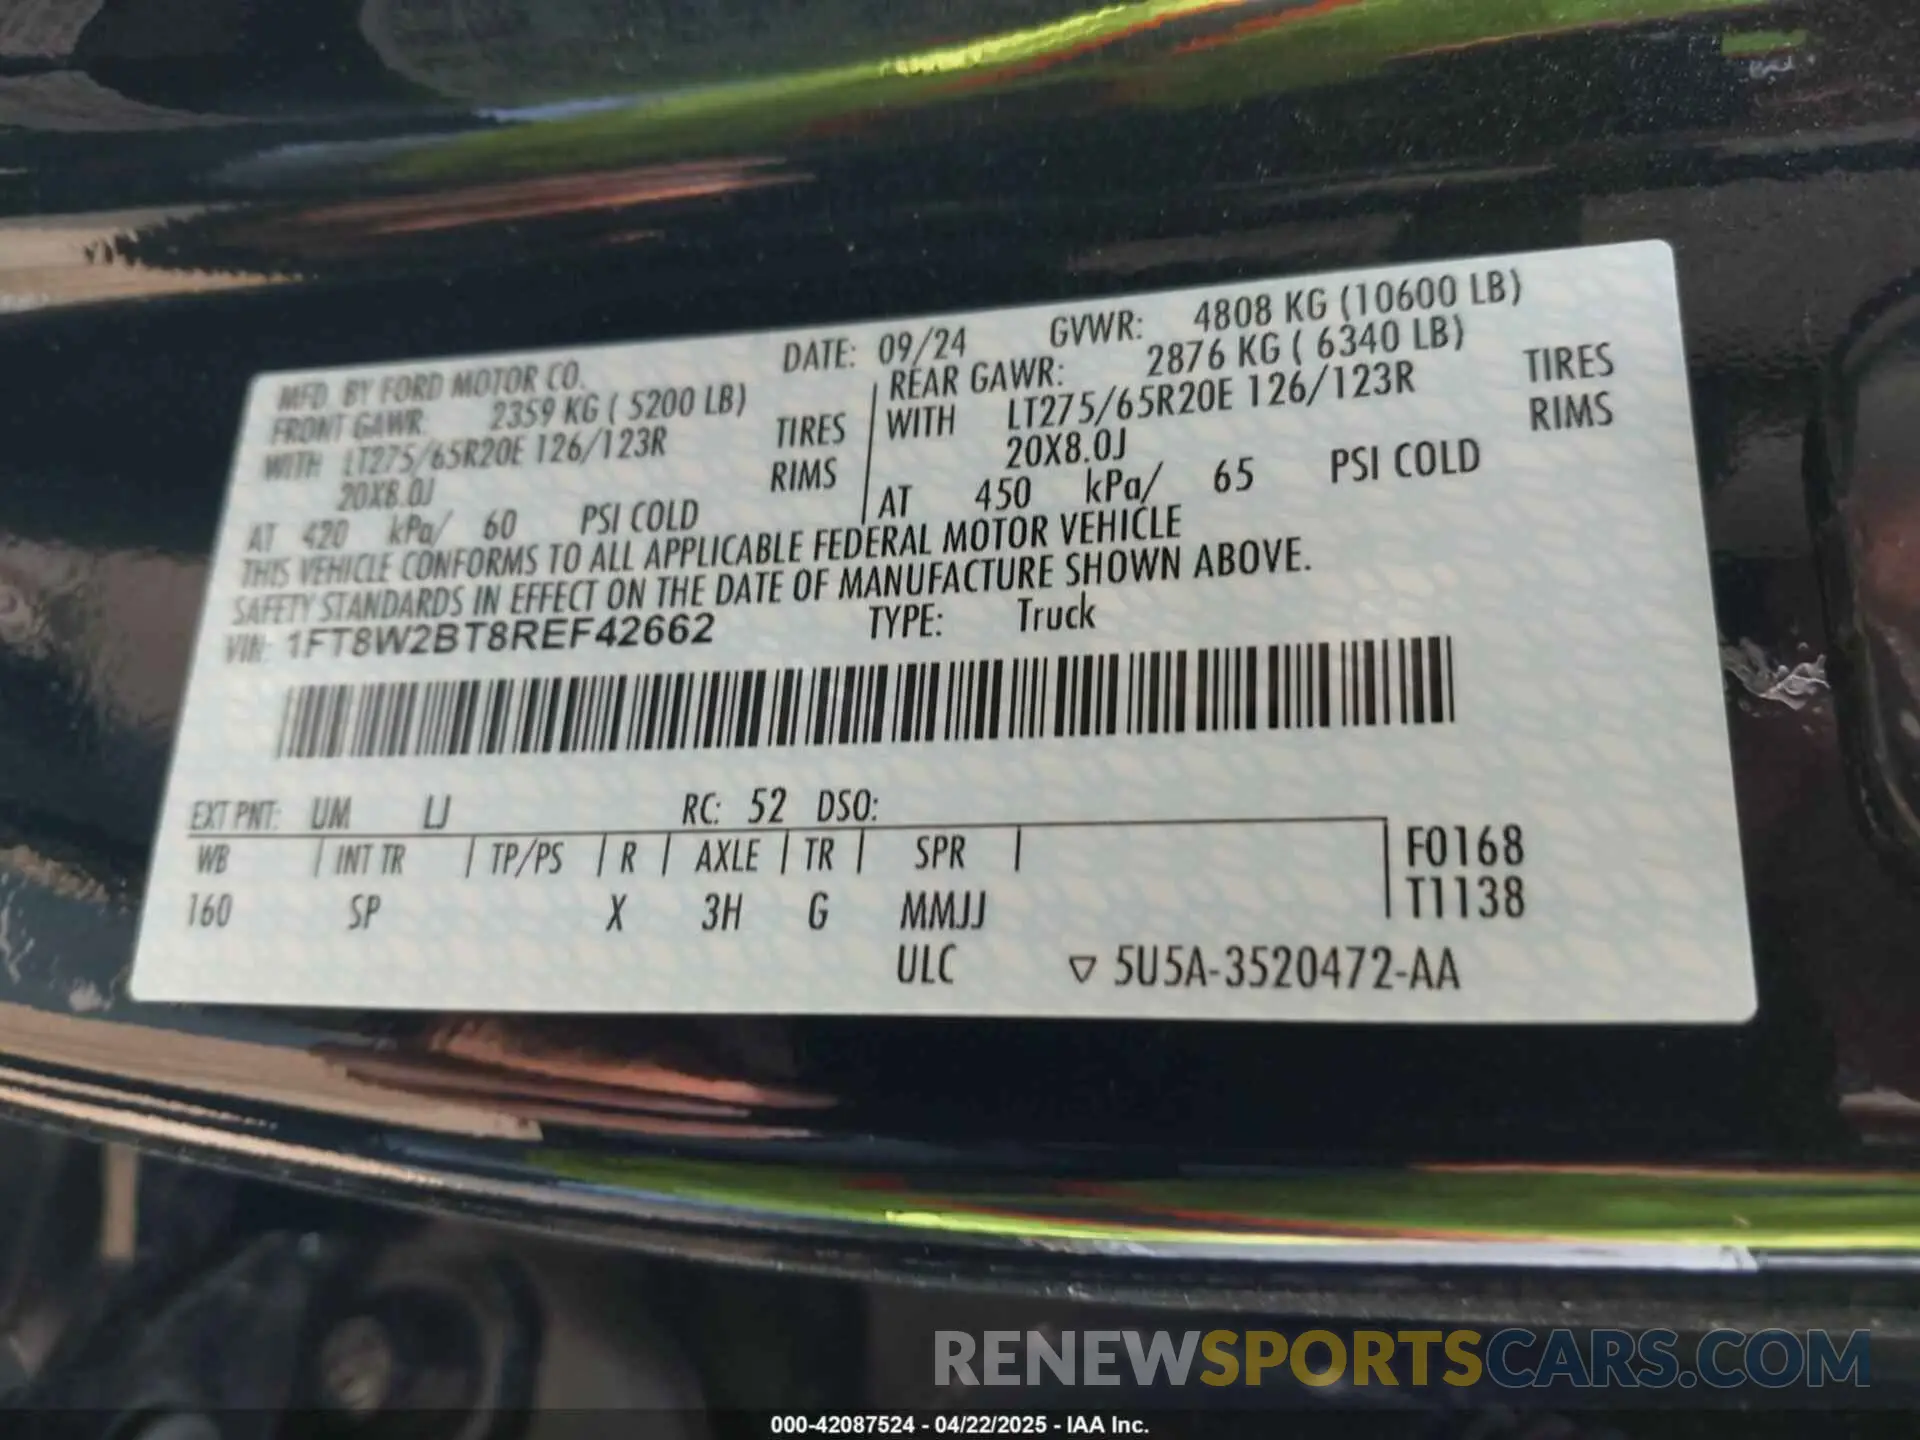 MFD. BY FORD MOTOR CO. DATE: 09/24 GVWR: 4808 KG (10600 LB)
FRONT GAWR: 2359 KG ( 5200 LB) REAR GAWR: 2876 KG ( 6340 LB)
WITH LT275/65R20E 126/123R TIRES WITH LT275/65R20E 126/123R TIRES
20X8.0J RIMS 20X8.0J RIMS
AT 420 kPa/ 60 PSI COLD AT 450 kPa/ 65 PSI COLD
THIS VEHICLE CONFORMS TO ALL APPLICABLE FEDERAL MOTOR VEHICLE
SAFETY STANDARDS IN EFFECT ON THE DATE OF MANUFACTURE SHOWN ABOVE.
VIN: 1FT8W2BT8REF42662 TYPE: Truck
EXT PNT: UM LJ RC: 52 DSO:
WB INT TR TP/PS R AXLE TR SPR F0168
160 SP X 3H G MMJJ T1138
ULC ▽ 5U5A-3520472-AA
RENEWSPORTSCARS.COM
000-42087524 - 04/22/2025 - IAA Inc.